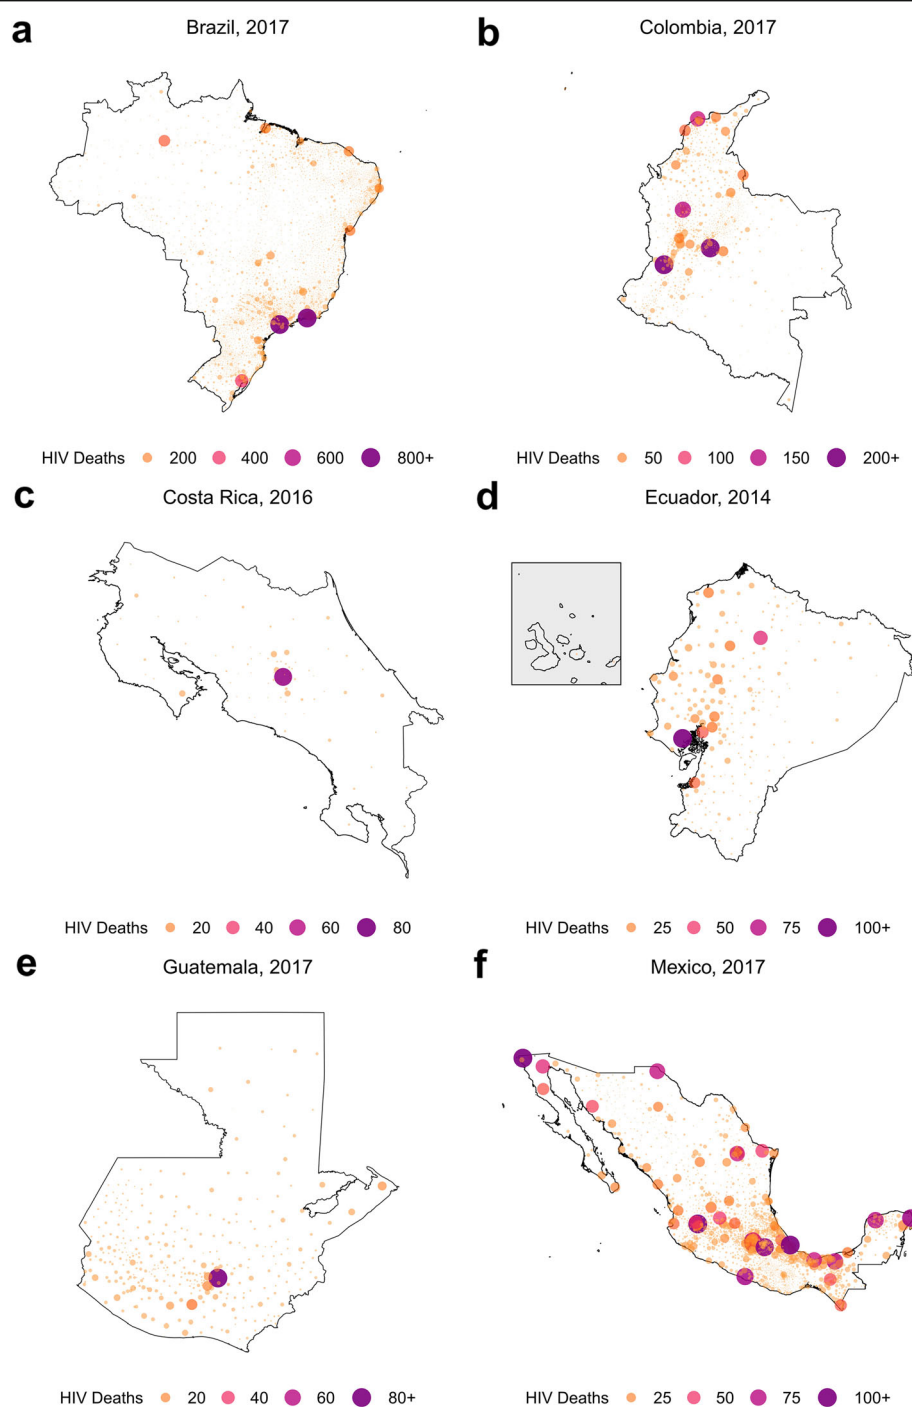 a
Brazil, 2017
b
Colombia, 2017
HIV Deaths 200 400 600 800+
HIV Deaths 50 100 150 200+
c
Costa Rica, 2016
d
Ecuador, 2014
HIV Deaths 20 40 60 80
HIV Deaths 25 50 75 100+
e
Guatemala, 2017
f
Mexico, 2017
HIV Deaths 20 40 60 80+
HIV Deaths 25 50 75 100+